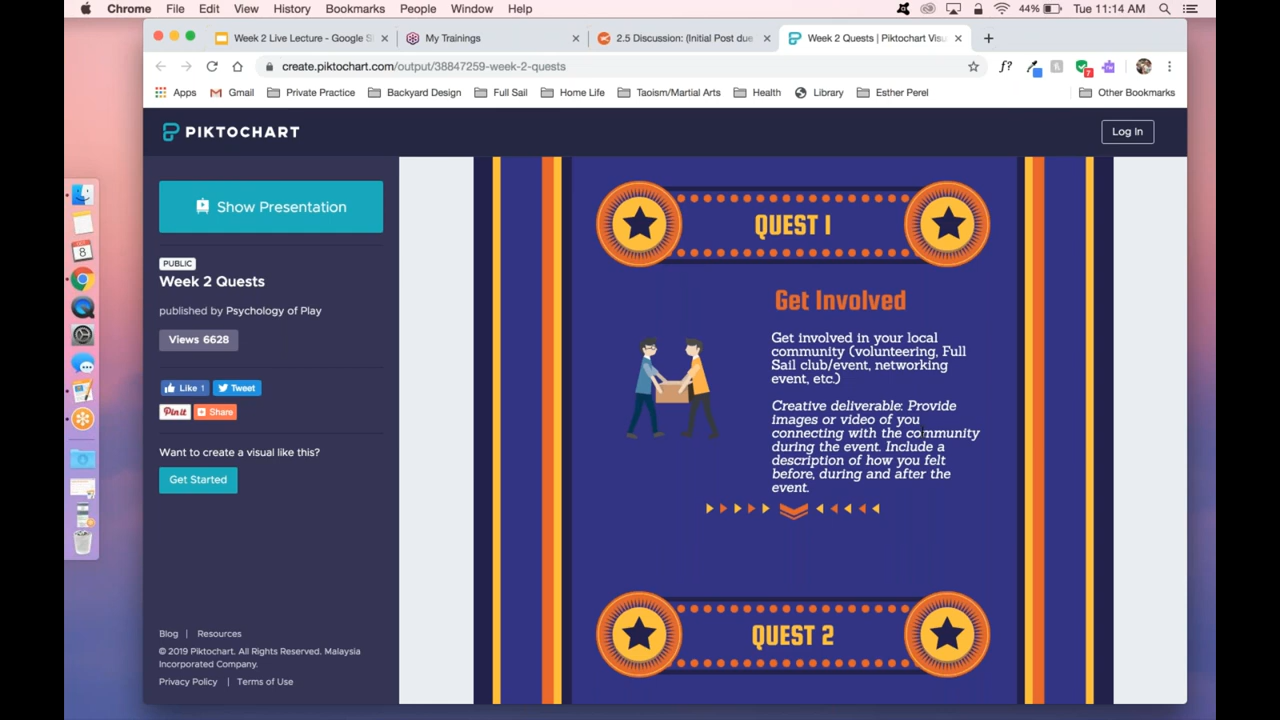 Chrome File Edit View History Bookmarks People Window Help 44% Tue 11:14 AM
Week 2 Live Lecture - Google S My Trainings 2.5 Discussion: (Initial Post due Week 2 Quests | Piktochart Visu
create.piktochart.com/output/38847259-week-2-quests
Apps Gmail Private Practice Backyard Design Full Sail Home Life Taoism/Martial Arts Health Library Esther Perel Other Bookmarks
PIKTOCHART
Log In
Show Presentation
PUBLIC
Week 2 Quests
published by Psychology of Play
Views 6628
Like 1 Tweet
Pin it Share
Want to create a visual like this?
Get Started
Blog | Resources
© 2019 Piktochart. All Rights Reserved. Malaysia
Incorporated Company.
Privacy Policy | Terms of Use
QUEST 1
Get Involved
Get involved in your local
community (volunteering, Full
Sail club/event, networking
event, etc.)
Creative deliverable: Provide
images or video of you
connecting with the community
during the event. Include a
description of how you felt
before, during and after the
event.
QUEST 2